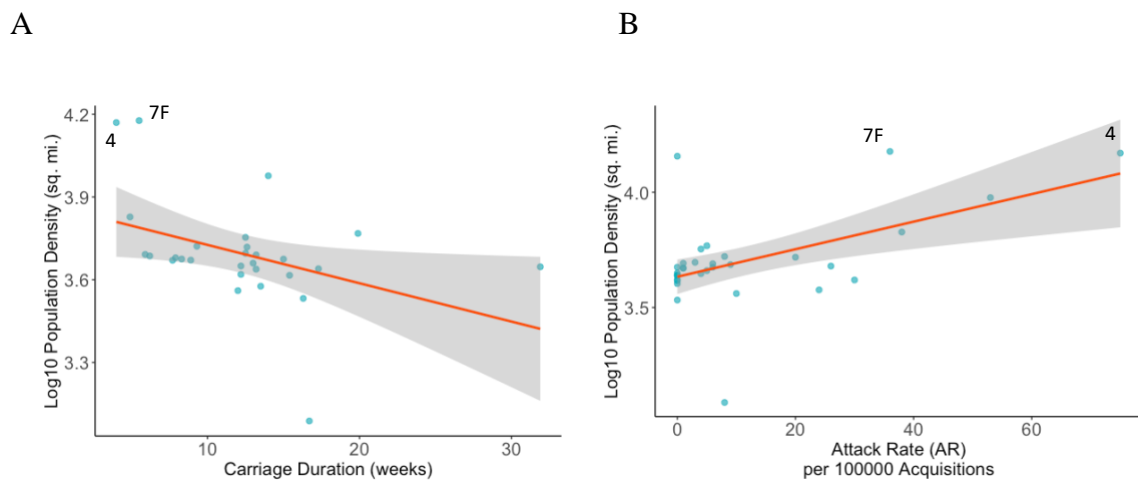 A
B
4.2
3.9
3.6
3.3
Log10 Population Density (sq. mi.)
4
7F
10
20
30
Carriage Duration (weeks)
4.0
3.5
Log10 Population Density (sq. mi.)
7F
4
0
20
40
60
Attack Rate (AR)
per 100000 Acquisitions